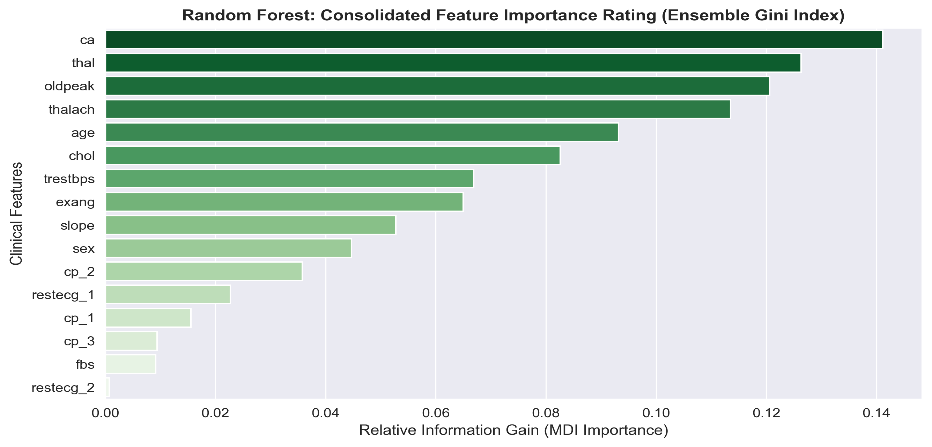 Random Forest: Consolidated Feature Importance Rating (Ensemble Gini Index)
Clinical Features
ca
thal
oldpeak
thalach
age
chol
trestbps
exang
slope
sex
cp_2
restecg_1
cp_1
cp_3
fbs
restecg_2
0.00 0.02 0.04 0.06 0.08 0.10 0.12 0.14
Relative Information Gain (MDI Importance)